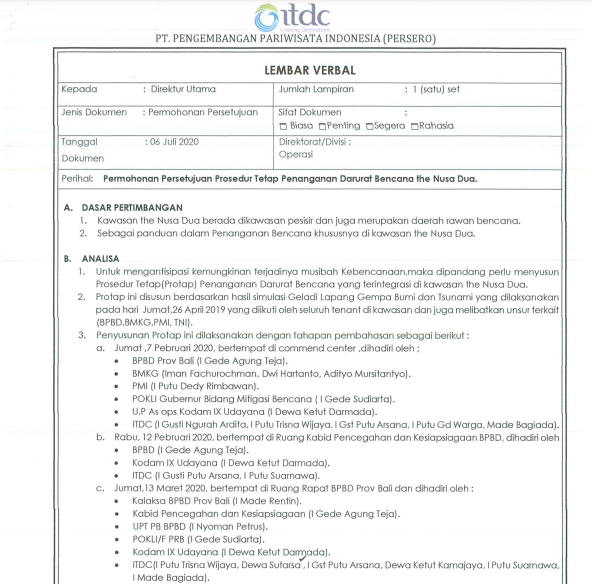 itdc
Creating Destinations
PT. PENGEMBANGAN PARIWISATA INDONESIA (PERSERO)
LEMBAR VERBAL
Kepada : Direktur Utama
Jumlah Lampiran : 1 (satu) set
Jenis Dokumen : Permohonan Persetujuan
Sifat Dokumen :
Biasa Penting Segera Rahasia
Tanggal : 06 Juli 2020
Dokumen
Direktorat/Divisi :
Operasi
Perihal: Permohonan Persetujuan Prosedur Tetap Penanganan Darurat Bencana the Nusa Dua.
A. DASAR PERTIMBANGAN
1. Kawasan the Nusa Dua berada dikawasan pesisir dan juga merupakan daerah rawan bencana.
2. Sebagai panduan dalam Penanganan Bencana khususnya di kawasan the Nusa Dua.
B. ANALISA
1. Untuk mengantisipasi kemungkinan terjadinya musibah Kebencanaan,maka dipandang perlu menyusun
Prosedur Tetap(Protap) Penanganan Darurat Bencana yang terintegrasi di kawasan the Nusa Dua.
2. Protap ini disusun berdasarkan hasil simulasi Geladi Lapang Gempa Bumi dan Tsunami yang dilaksanakan
pada hari Jumat,26 April 2019 yang diikuti oleh seluruh tenant di kawasan dan juga melibatkan unsur terkait
(BPBD,BMKG,PMI, TNI).
3. Penyusunan Protap ini dilaksanakan dengan tahapan pembahasan sebagai berikut :
a. Jumat ,7 Pebruari 2020, bertempat di commend center ,dihadiri oleh ;
• BPBD Prov Bali (I Gede Agung Teja).
• BMKG (Iman Fachurochman, Dwi Hartanto, Adityo Mursitantyo).
• PMI (I Putu Dedy Rimbawan).
• POKLI Gubernur Bidang Mitigasi Bencana ( I Gede Sudiarta).
• U.P As ops Kodam IX Udayana (I Dewa Ketut Darmada).
• ITDC (I Gusti Ngurah Ardita, I Putu Trisna Wijaya, I Gst Putu Arsana, I Putu Gd Warga, Made Bagiada).
b. Rabu, 12 Pebruari 2020, bertempat di Ruang Kabid Pencegahan dan Kesiapsiagaan BPBD, dihadiri oleh
• BPBD (I Gede Agung Teja).
• Kodam IX Udayana (I Dewa Ketut Darmada).
• ITDC (I Gusti Putu Arsana, I Putu Suarnawa).
c. Jumat,13 Maret 2020, bertempat di Ruang Rapat BPBD Prov Bali dan dihadiri oleh :
• Kalaksa BPBD Prov Bali (I Made Rentin).
• Kabid Pencegahan dan Kesiapsiagaan (I Gede Agung Teja).
• UPT PB BPBD (I Nyoman Petrus).
• POKLI/F PRB (I Gede Sudiarta).
• Kodam IX Udayana (I Dewa Ketut Darmada).
• ITDC(I Putu Trisna Wijaya, Dewa Sutarsa , I Gst Putu Arsana, Dewa Ketut Kamajaya, I Putu Suarnawa,
I Made Bagiada).